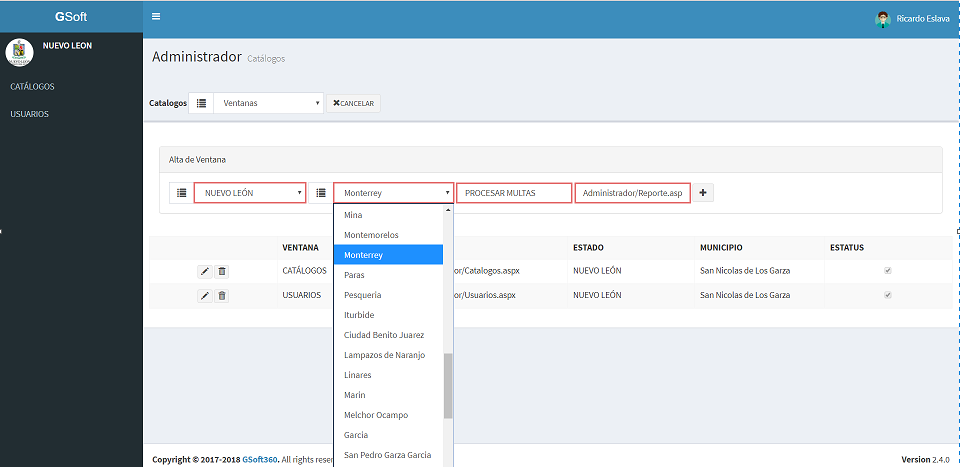 GSoft
Ricardo Eslava
NUEVO LEON
CATÁLOGOS
USUARIOS
Administrador Catálogos
Catalogos Ventanas CANCELAR
Alta de Ventana
NUEVO LEÓN Monterrey PROCESAR MULTAS Administrador/Reporte.asp
Mina
Montemorelos
Monterrey
Paras
Pesqueria
Iturbide
Ciudad Benito Juarez
Lampazos de Naranjo
Linares
Marin
Melchor Ocampo
Garcia
San Pedro Garza Garcia
VENTANA ESTADO MUNICIPIO ESTATUS
CATÁLOGOS or/Catalogos.aspx NUEVO LEÓN San Nicolas de Los Garza
USUARIOS or/Usuarios.aspx NUEVO LEÓN San Nicolas de Los Garza
Copyright © 2017-2018 GSoft360. All rights reser
Version 2.4.0